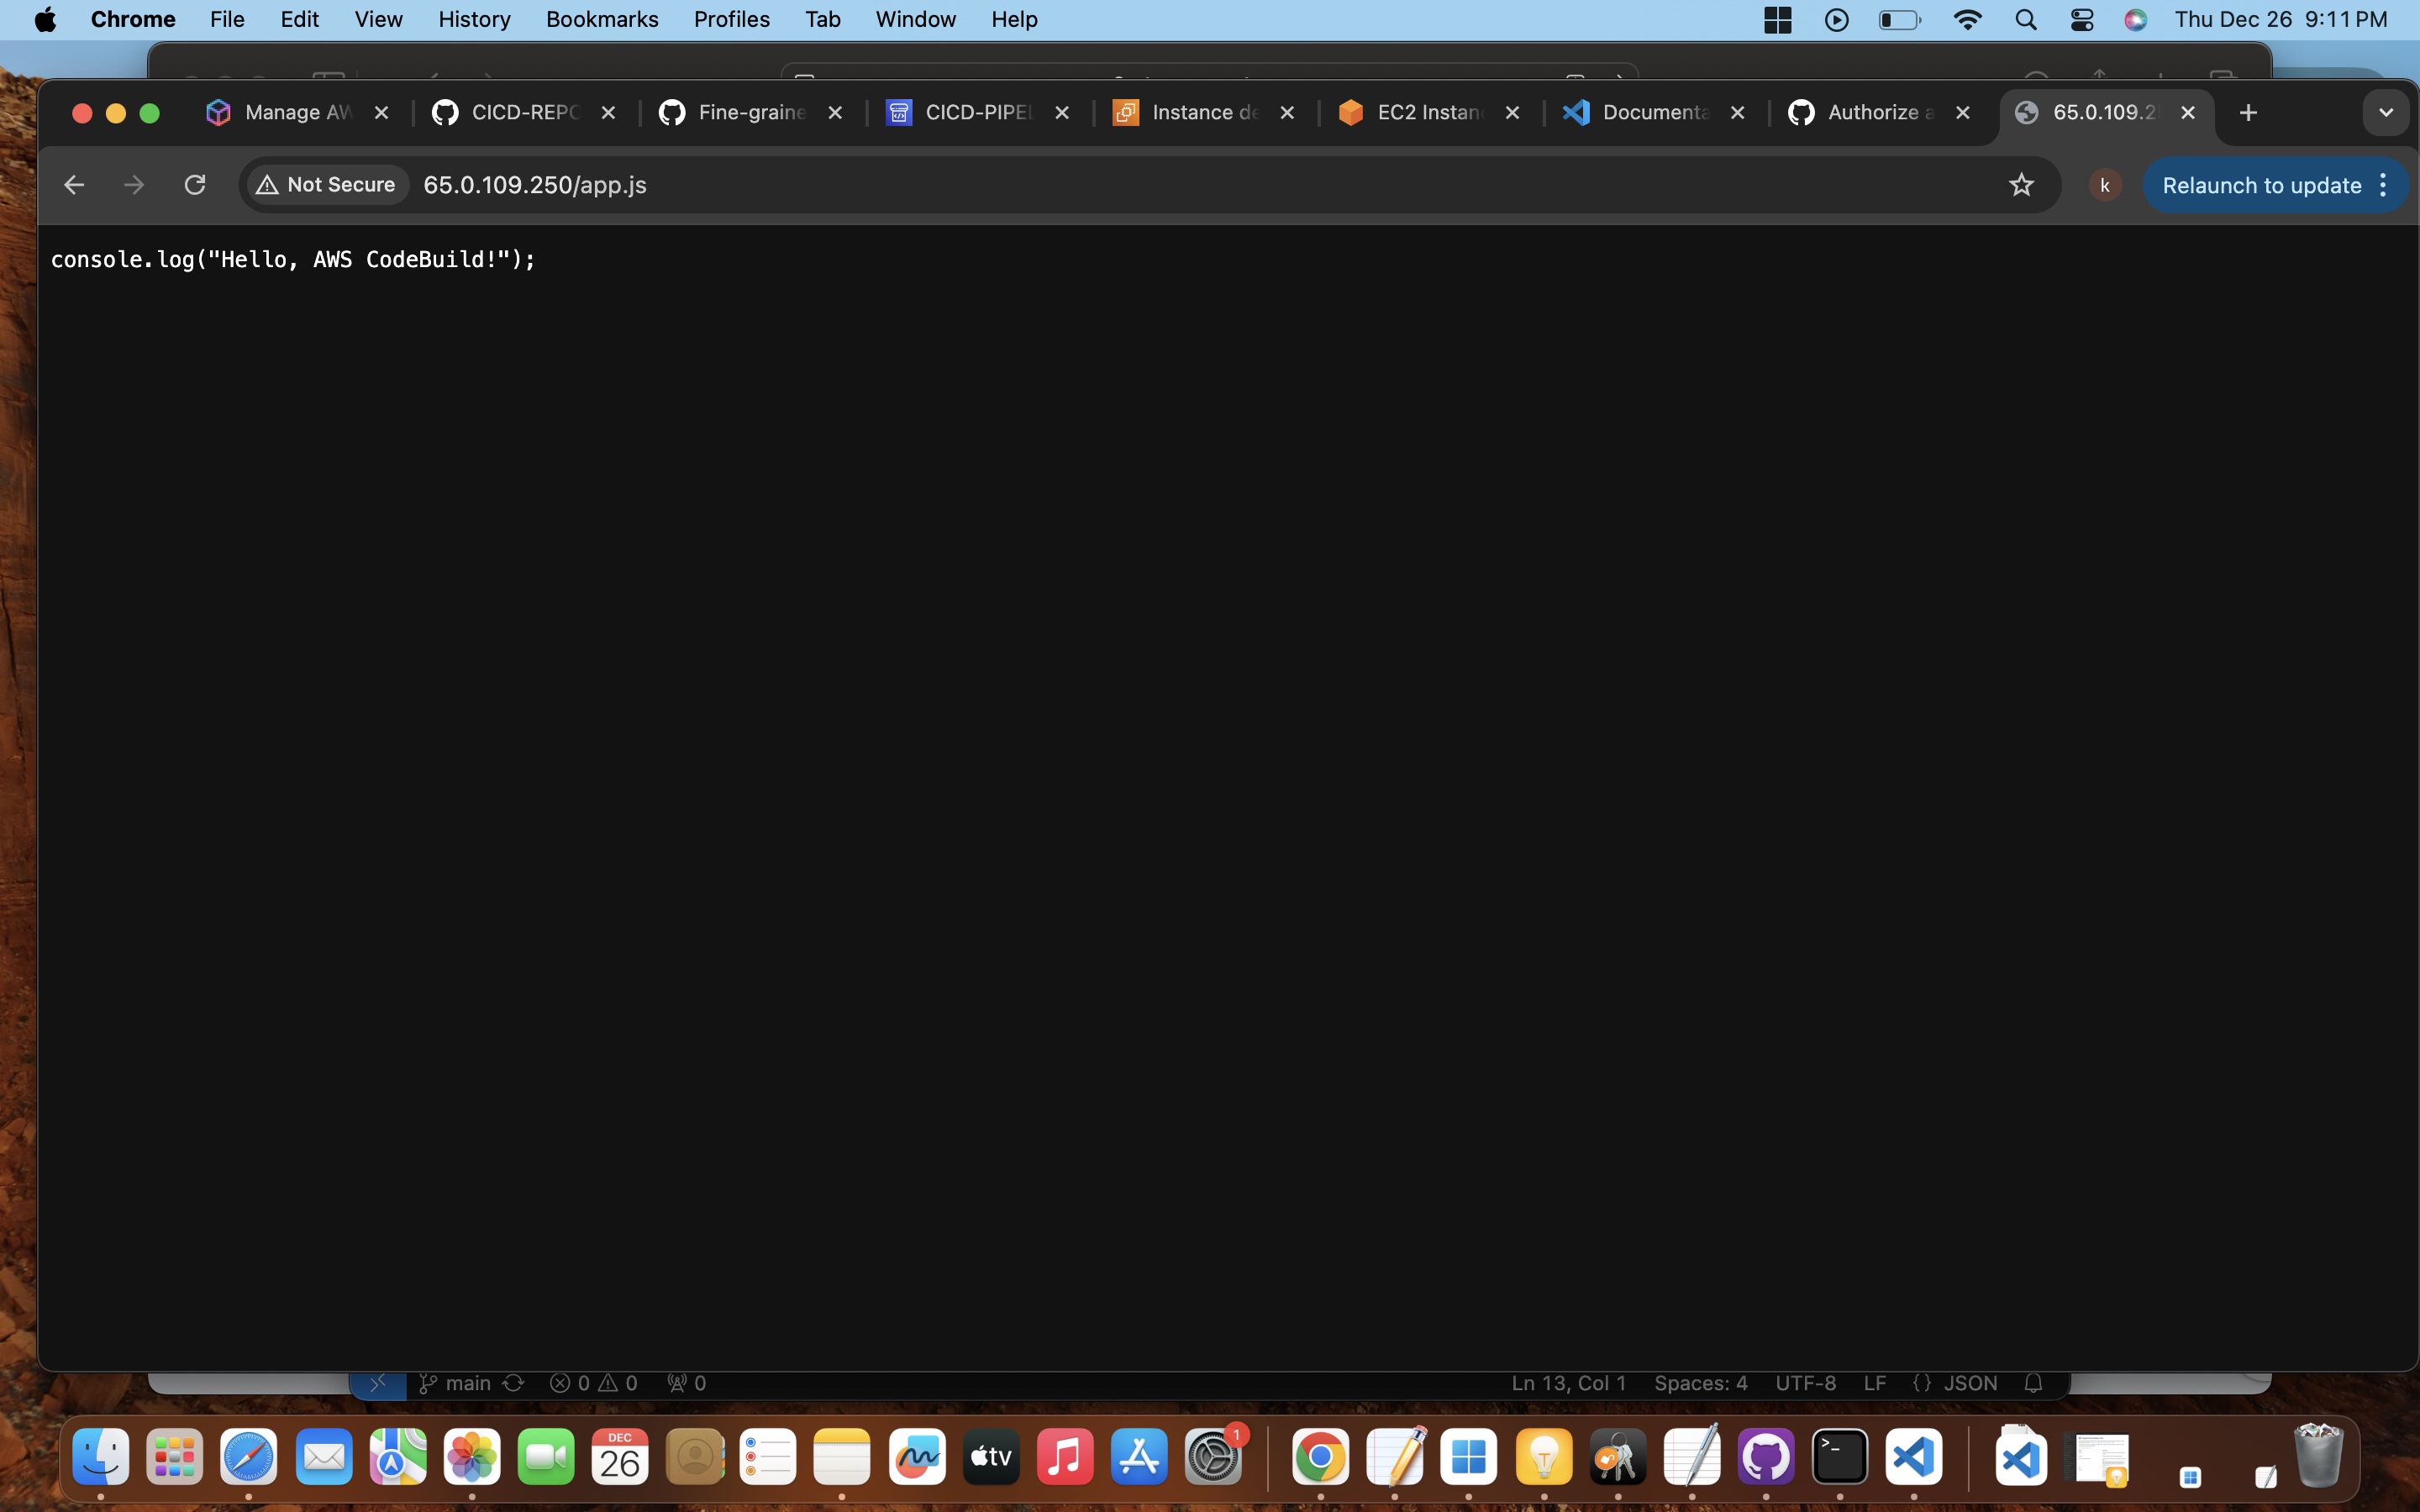 Chrome File Edit View History Bookmarks Profiles Tab Window Help Thu Dec 26 9:11 PM
Manage AW CICD-REPO Fine-graine CICD-PIPEL Instance de EC2 Instan Documenta Authorize a 65.0.109.2
Not Secure 65.0.109.250/app.js k Relaunch to update
console.log("Hello, AWS CodeBuild!");
main 0 0 0 Ln 13, Col 1 Spaces: 4 UTF-8 LF {} JSON
DEC
26
tv
1
T
>_